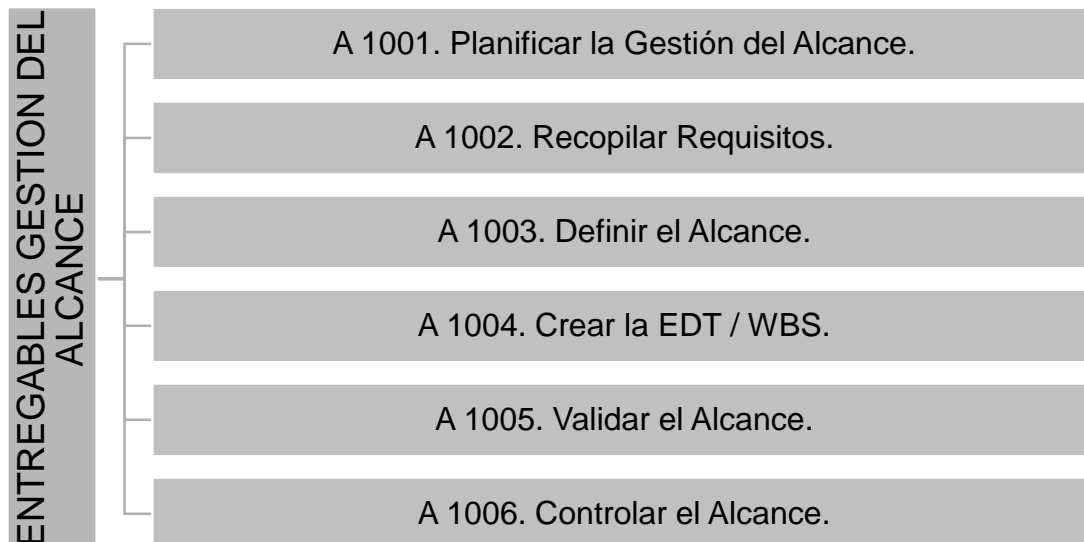 ENTREGABLES GESTION DEL
ALCANCE
A 1001. Planificar la Gestión del Alcance.
A 1002. Recopilar Requisitos.
A 1003. Definir el Alcance.
A 1004. Crear la EDT / WBS.
A 1005. Validar el Alcance.
A 1006. Controlar el Alcance.